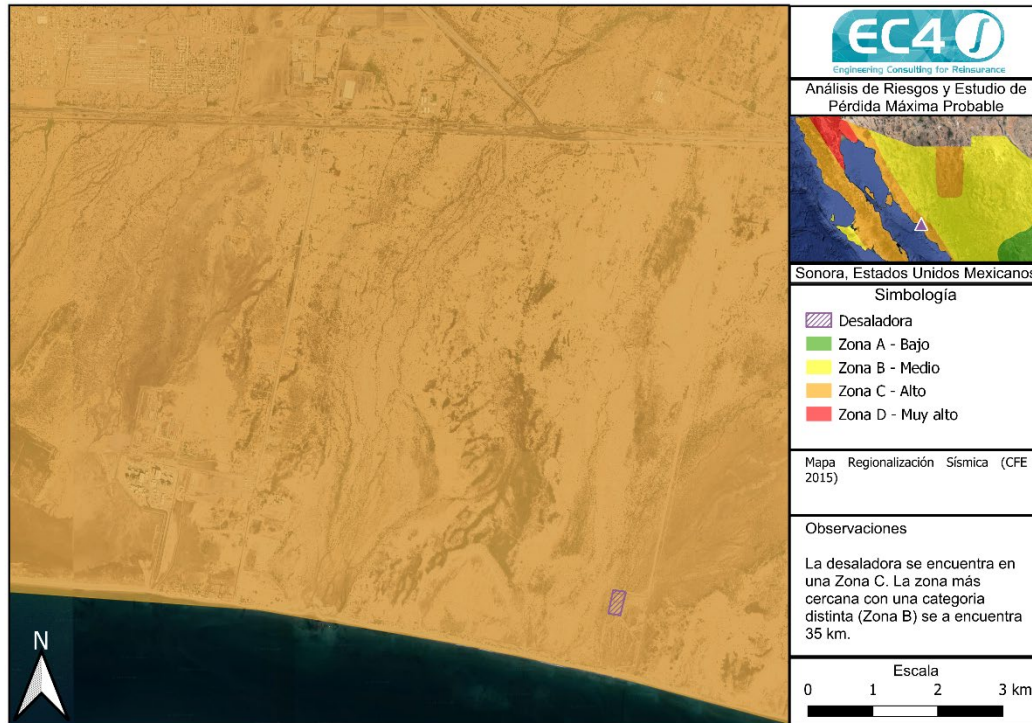 EC4
Engineering Consulting for Reinsurance
Análisis de Riesgos y Estudio de
Pérdida Máxima Probable
Sonora, Estados Unidos Mexicanos
Simbología
Desaladora
Zona A - Bajo
Zona B - Medio
Zona C - Alto
Zona D - Muy alto
Mapa Regionalización Sísmica (CFE
2015)
Observaciones
La desaladora se encuentra en
una Zona C. La zona más
cercana con una categoría
distinta (Zona B) se a encuentra
35 km.
N
Escala
0 1 2 3 km